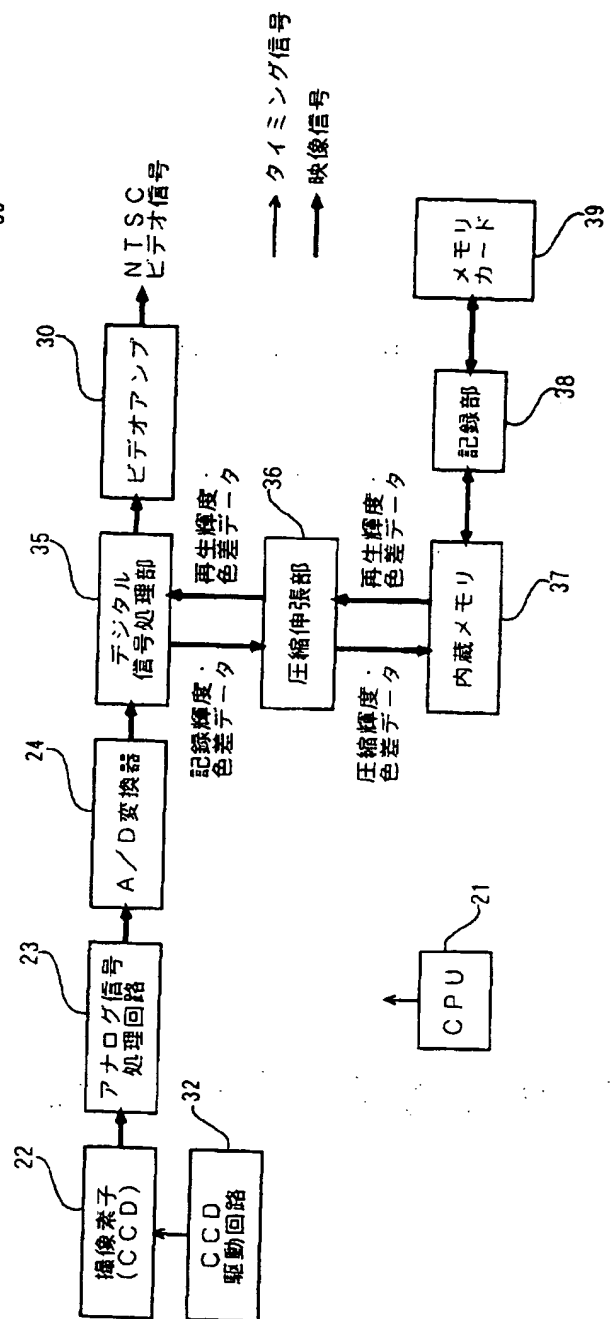 22
撮像素子
(CCD)
32
CCD
駆動回路
23
アナログ信号
処理回路
24
A/D変換器
35
デジタル
信号処理部
30
ビデオアンプ
NTSC
ビデオ信号
記録輝度・
色差データ
再生輝度・
色差データ
36
圧縮伸張部
圧縮輝度・
色差データ
再生輝度・
色差データ
内蔵メモリ
37
記録部
38
メモリ
カード
39
CPU
21
タイミング信号
映像信号